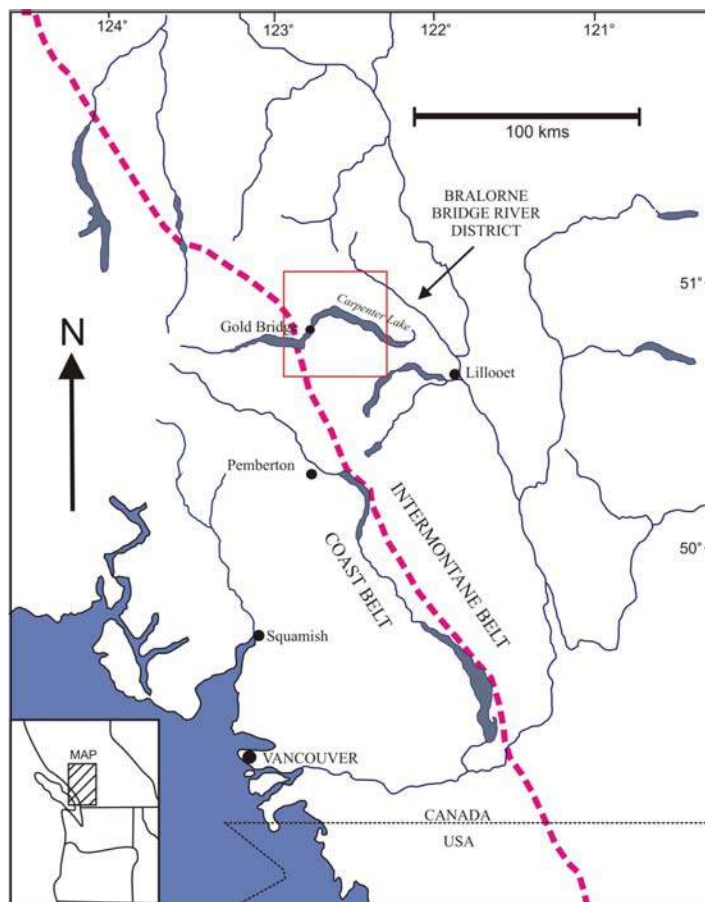 124°
123°
122°
121°
100 kms
BRALORNE
BRIDGE RIVER
DISTRICT
51°
Carpenter Lake
Gold Bridge
N
Lillooet
Pemberton
INTERMONTANE BELT
COAST BELT
50°
Squamish
MAP
VANCOUVER
CANADA
USA